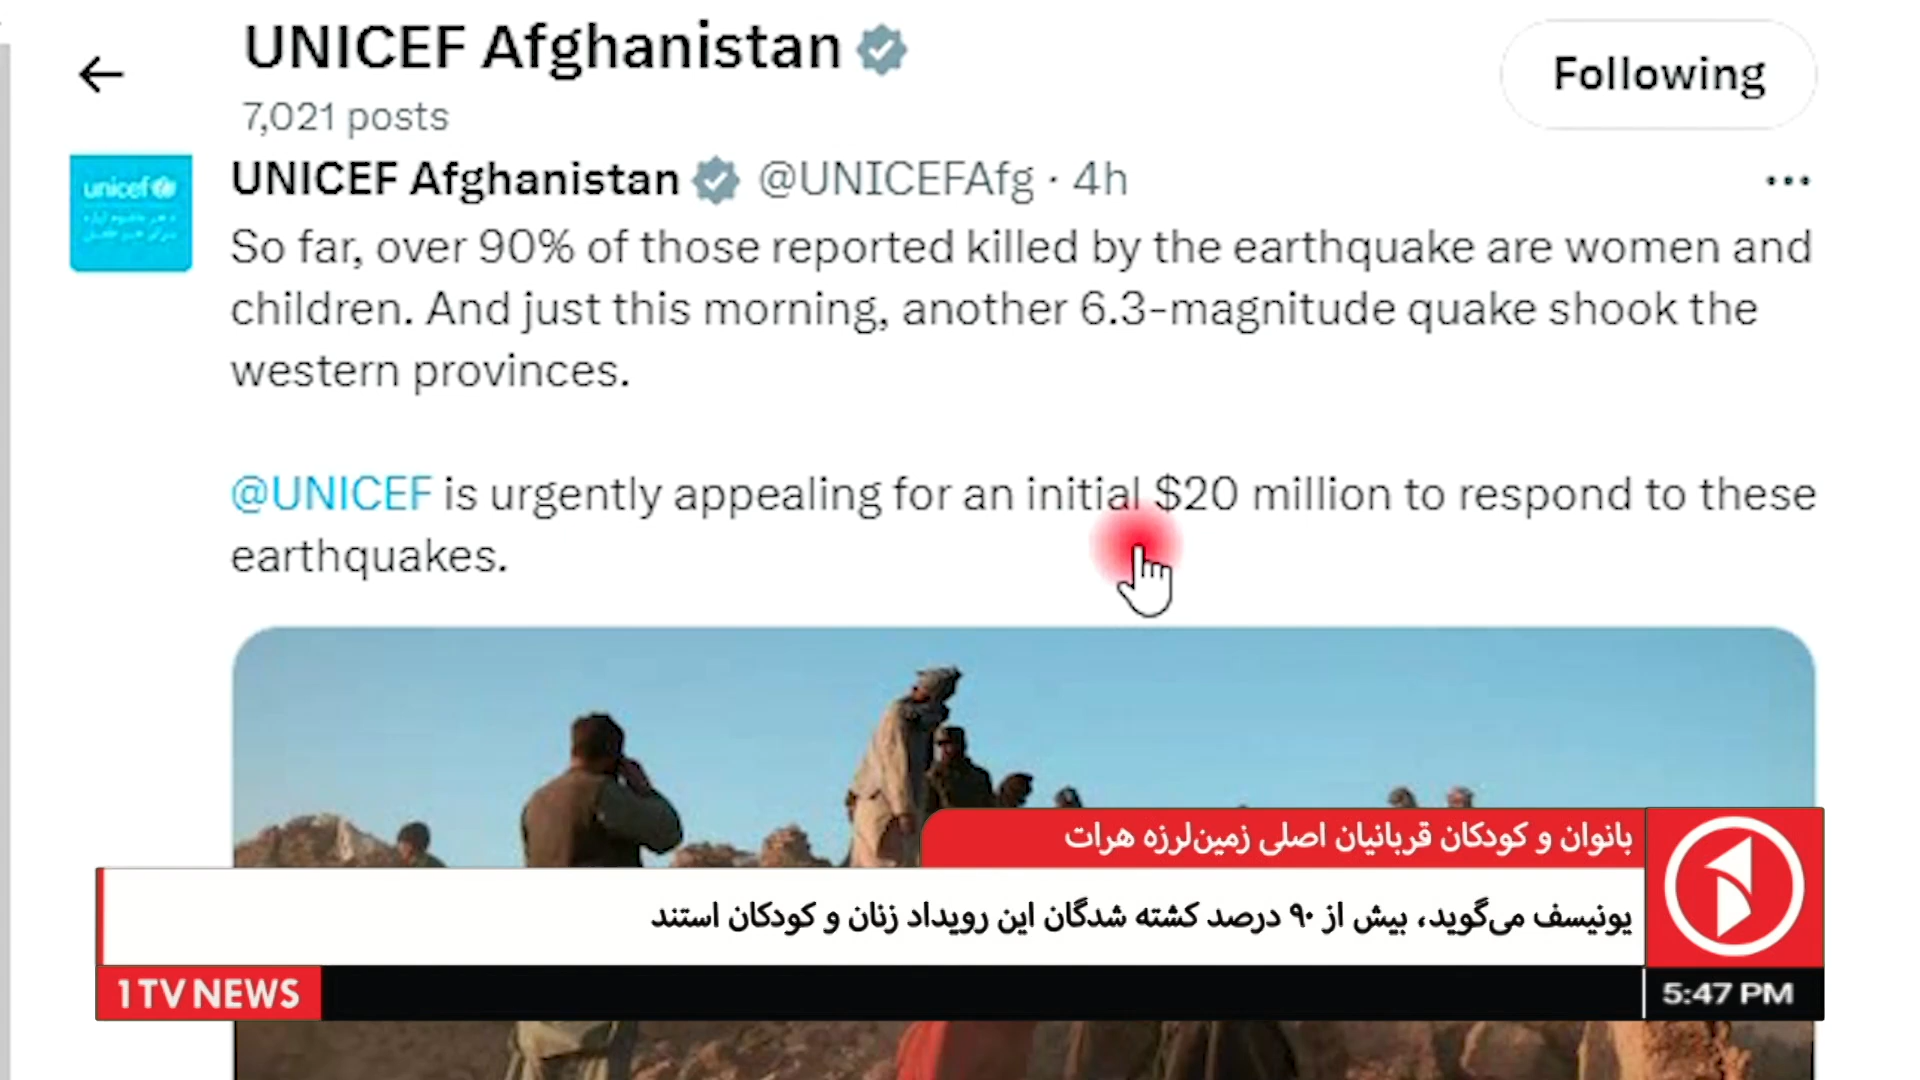 UNICEF Afghanistan
7,021 posts
Following
UNICEF Afghanistan @UNICEFAfg · 4h
So far, over 90% of those reported killed by the earthquake are women and
children. And just this morning, another 6.3-magnitude quake shook the
western provinces.
@UNICEF is urgently appealing for an initial $20 million to respond to these
earthquakes.
unicef
بانوان و کودکان قربانیان اصلی زمین‌لرزه هرات
یونیسف می‌گوید، بیش از ۹۰ درصد کشته شدگان این رویداد زنان و کودکان استند
1TV NEWS
5:47 PM